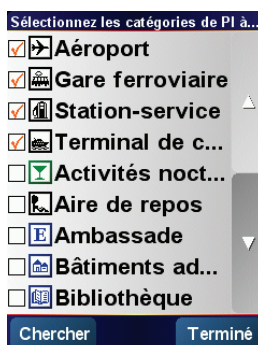 Sélectionnez les catégories de PI à...
Aéroport
Gare ferroviaire
Station-service
Terminal de c...
Activités noct...
Aire de repos
E Ambassade
Bâtiments ad...
Bibliothèque
Chercher Terminé